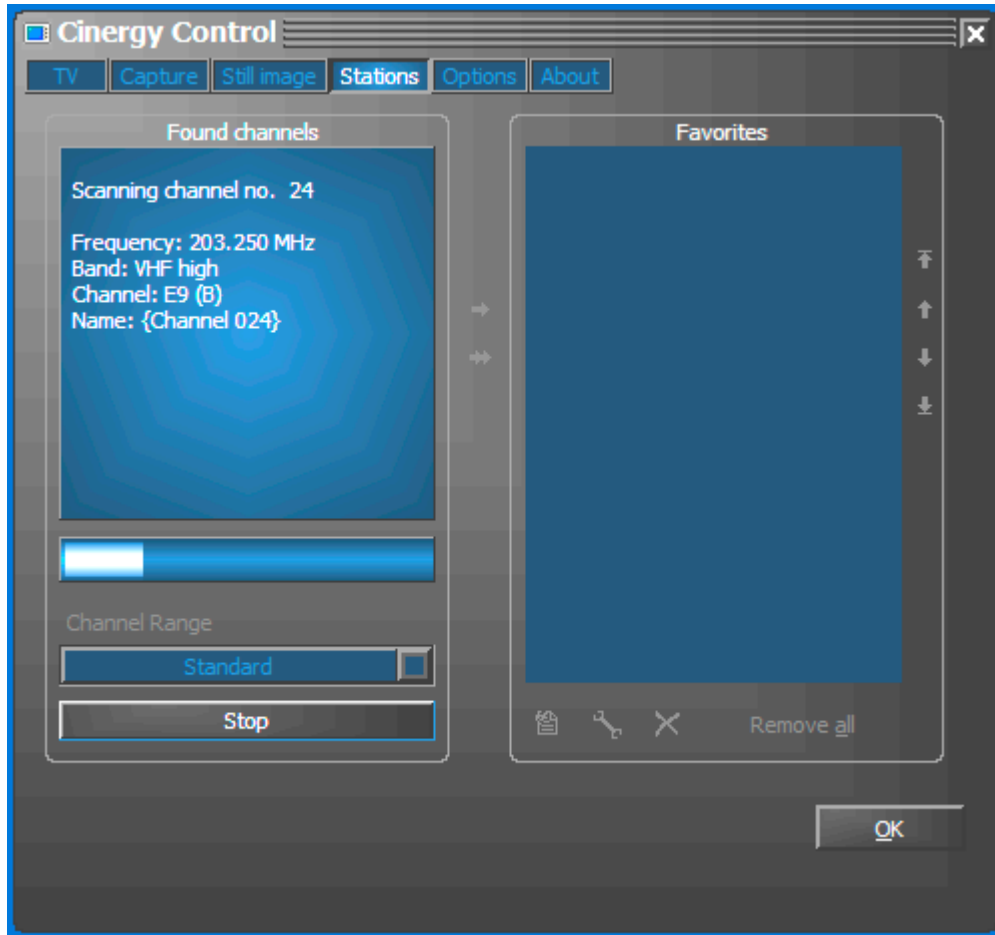 Cinergy Control
TV Capture Still image Stations Options About
Found channels
Scanning channel no. 24
Frequency: 203.250 MHz
Band: VHF high
Channel: E9 (B)
Name: {Channel 024}
Channel Range
Standard
Stop
Favorites
Remove all
OK